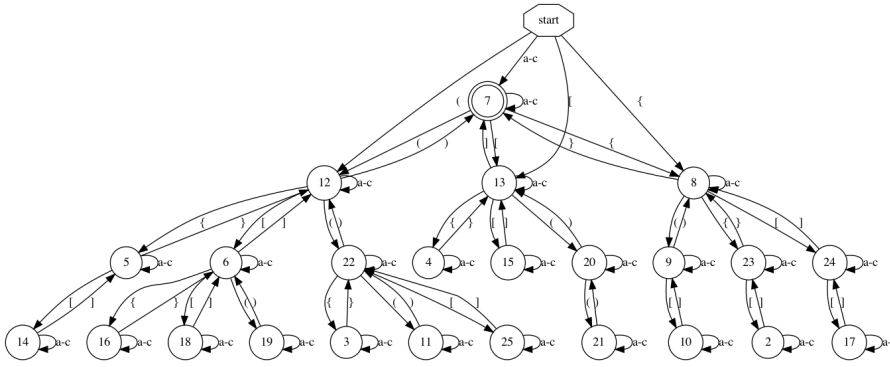 start
a-c
( [ {
7 a-c
( ) ] [ } {
12 a-c 13 a-c 8 a-c
{ } [ ] ( ) { } [ ] ( ) ( ) { } [ ]
5 a-c 6 a-c 22 a-c 4 a-c 15 a-c 20 a-c 9 a-c 23 a-c 24 a-c
[ ] { } [ ] ( ) { } ( ) [ ] ( ) [ ] [ ] [ ]
14 a-c 16 a-c 18 a-c 19 a-c 3 a-c 11 a-c 25 a-c 21 a-c 10 a-c 2 a-c 17 a-